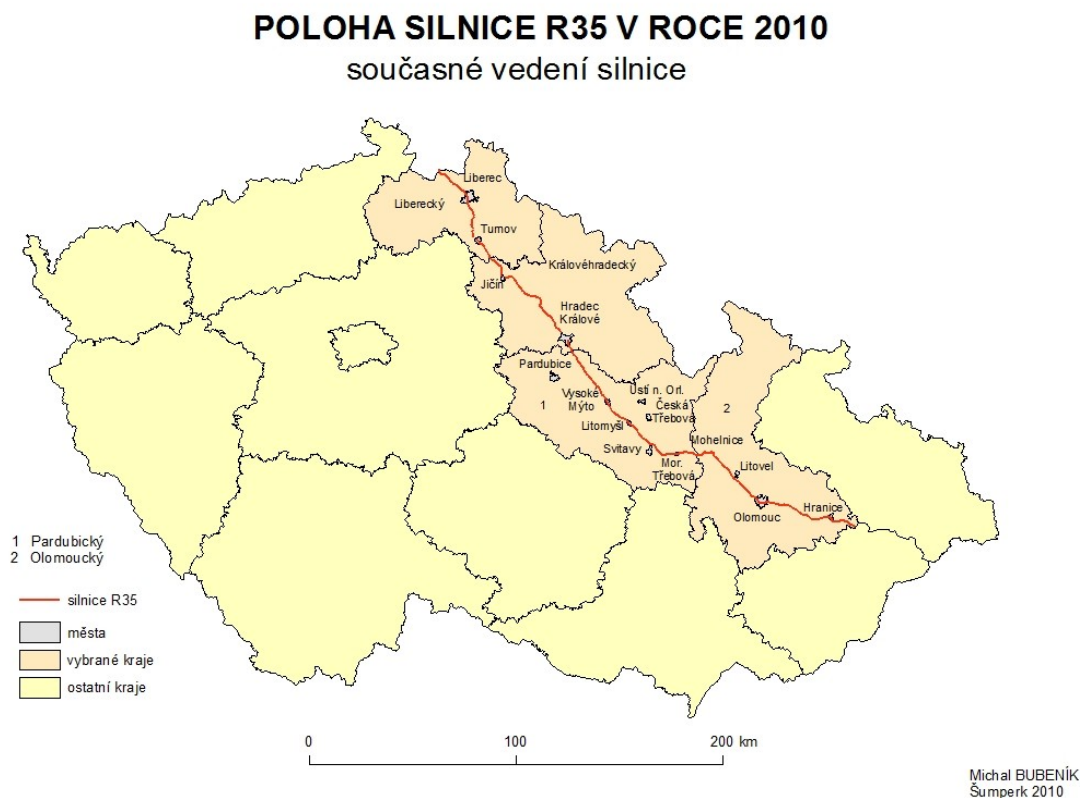 POLOHA SILNICE R35 V ROCE 2010
současné vedení silnice
Liberec
Liberecký
Turnov
Královéhradecký
Jičín
Hradec
Králové
Pardubice
Ústí n. Orl.
Vysoké
Mýto
Česká
Třebová
1
2
Litomyšl
Mohelnice
Svitavy
Mor.
Třebová
Litovel
Olomouc
Hranice
1 Pardubický
2 Olomoucký
silnice R35
města
vybrané kraje
ostatní kraje
0 100 200 km
Michal BUBENÍK
Šumperk 2010